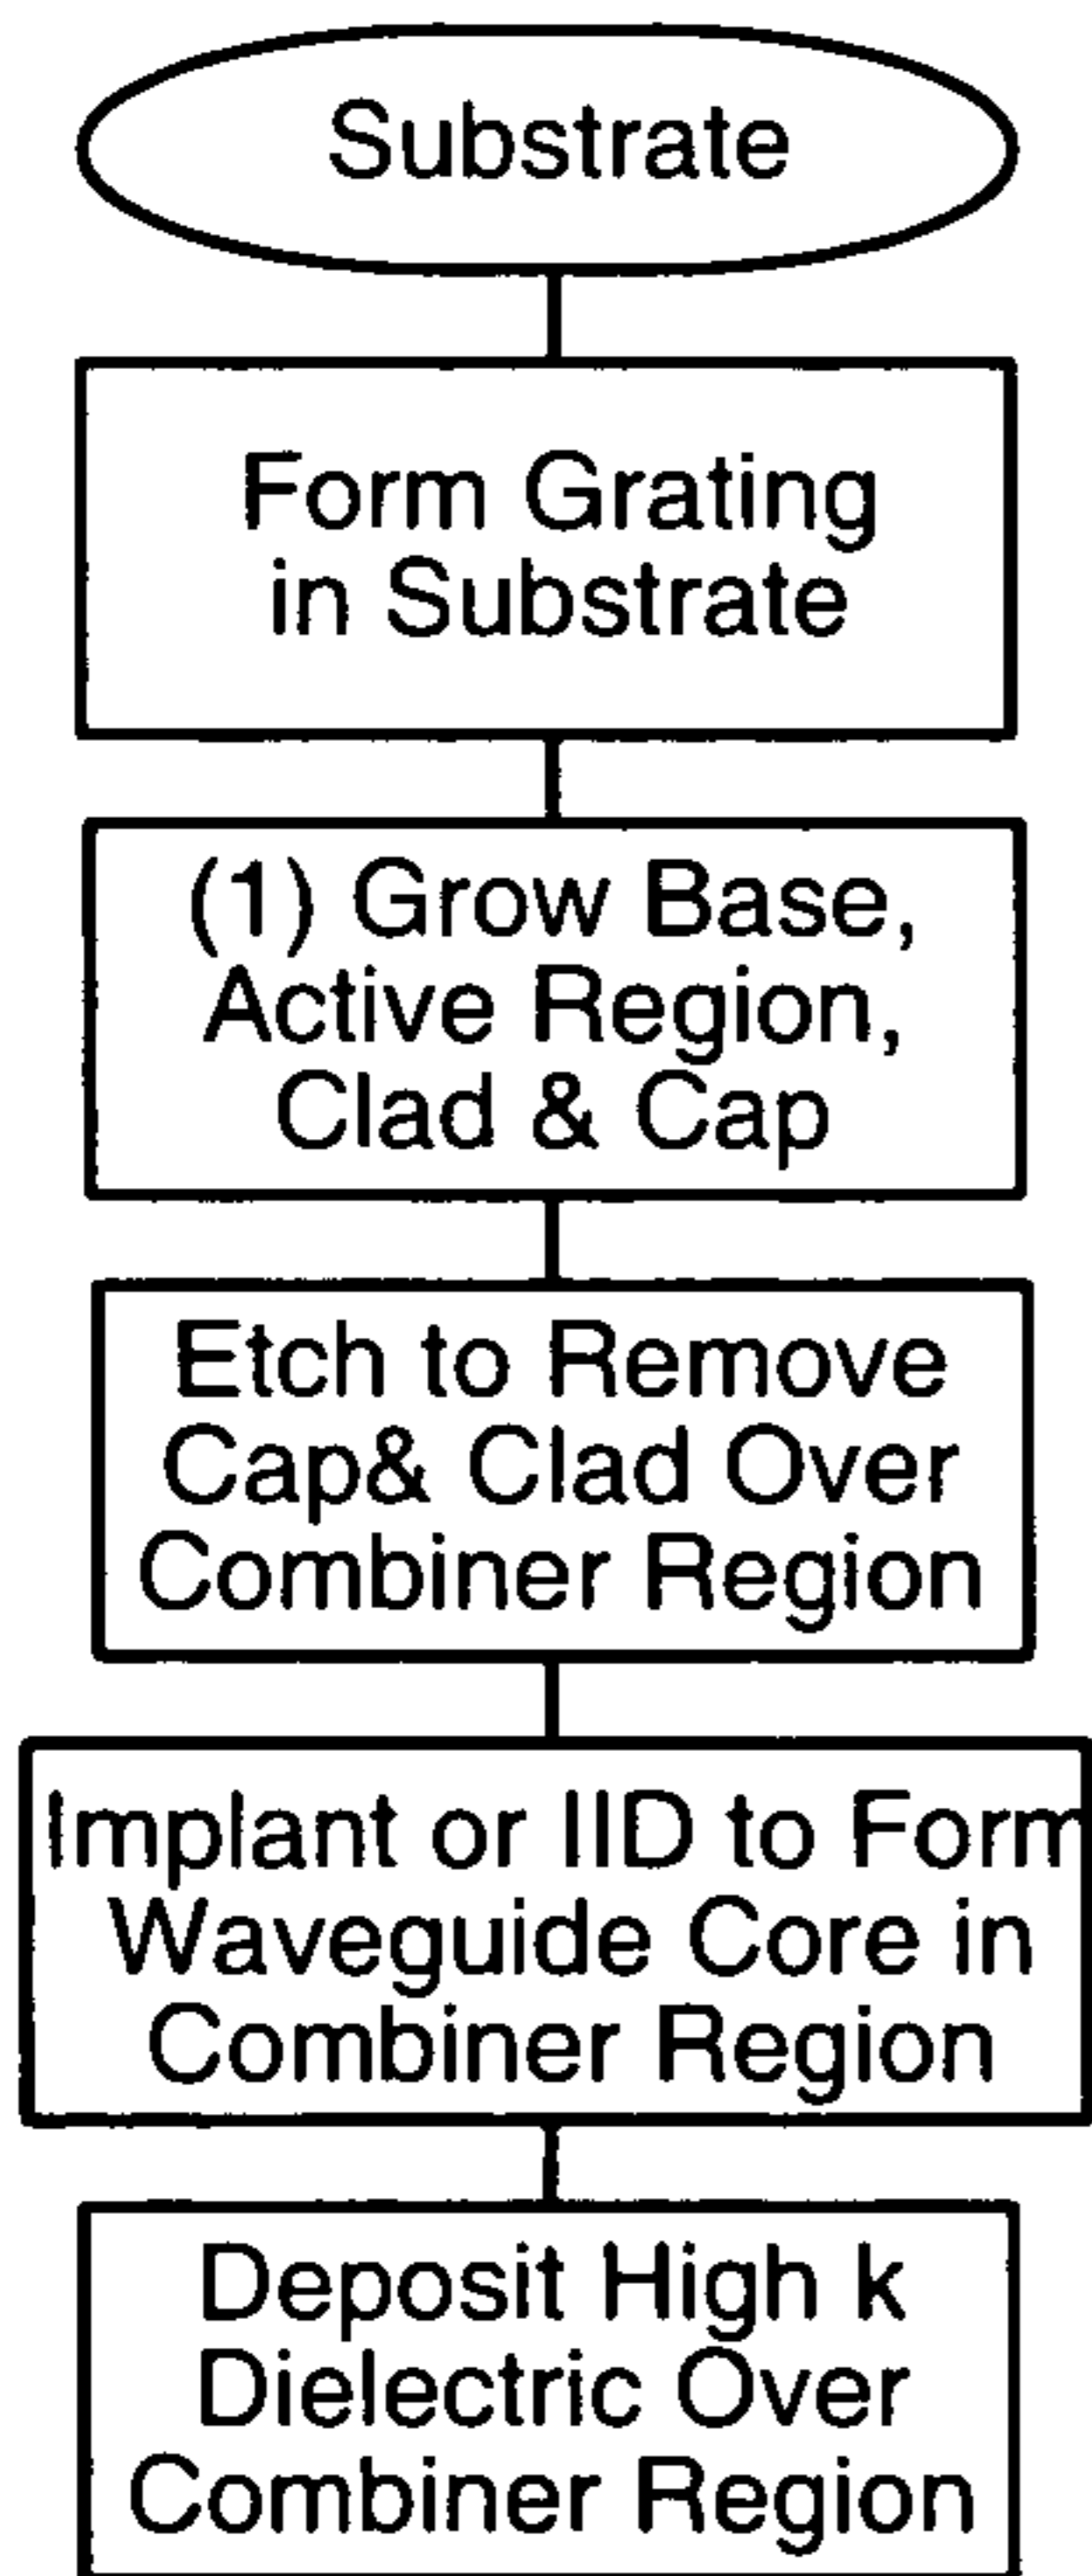 Substrate
Form Grating
in Substrate
(1) Grow Base,
Active Region,
Clad & Cap
Etch to Remove
Cap& Clad Over
Combiner Region
Implant or IID to Form
Waveguide Core in
Combiner Region
Deposit High k
Dielectric Over
Combiner Region